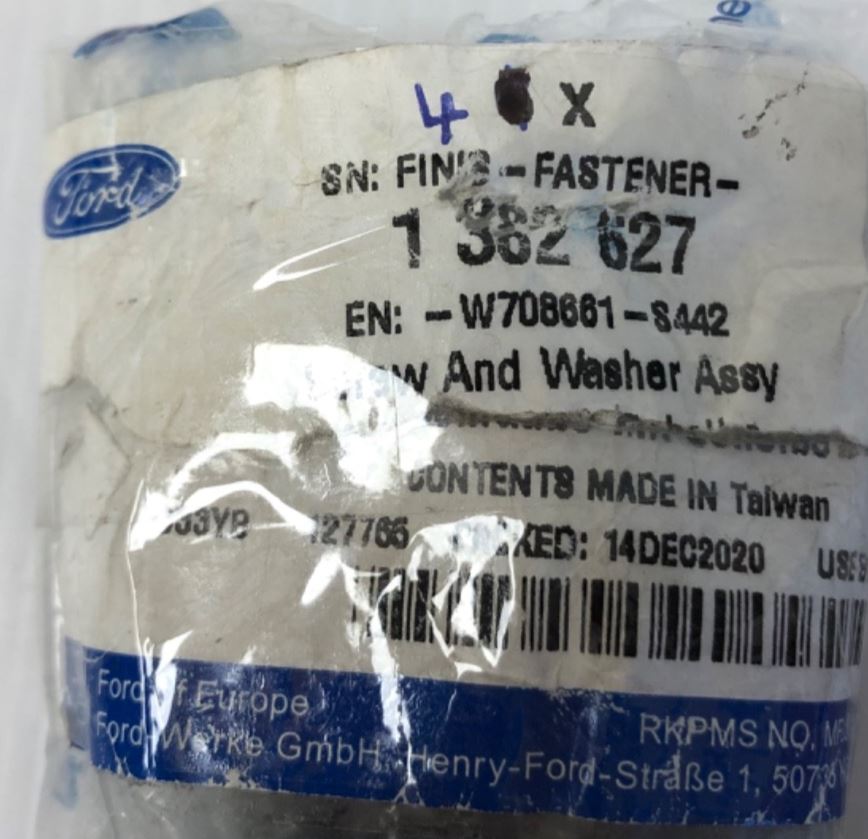 4 X
Ford
SN: FINIS -FASTENER-
1 382 627
EN: -W708661-S442
And Washer Assy
CONTENTS MADE IN Taiwan
127765 14DEC2020
Ford of Europe
Ford-Werke GmbH, Henry-Ford-Straße 1,
RKPMS NO.